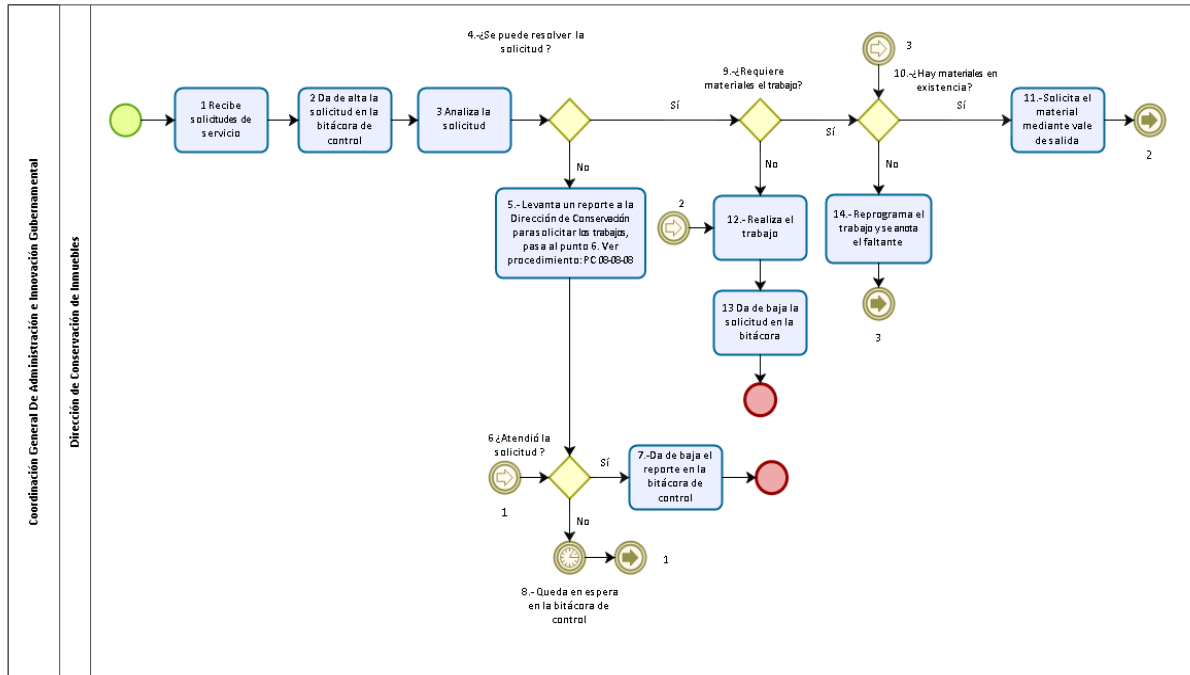 Coordinación General De Administración e Innovación Gubernamental
Dirección de Conservación de Inmuebles
1 Recibe
solicitudes de
servicio
2 Da de alta la
solicitud en la
bitácora de
control
3 Analiza la
solicitud
4.-¿Se puede resolver la
solicitud ?
Sí
No
5.- Levanta un reporte a la
Dirección de Conservación
para solicitar los trabajos,
pasa al punto 6. Ver
procedimiento: PC 08-08-08
9.-¿Requiere
materiales el trabajo?
Sí
No
3
10.-¿Hay materiales en
existencia?
Sí
No
11.-Solicita el
material
mediante vale
de salida
2
2
12.- Realiza el
trabajo
13 Da de baja la
solicitud en la
bitácora
14.- Reprograma el
trabajo y se anota
el faltante
3
6 ¿Atendió la
solicitud ?
1
Sí
No
7.-Da de baja el
reporte en la
bitácora de
control
1
8.- Queda en espera
en la bitácora de
control